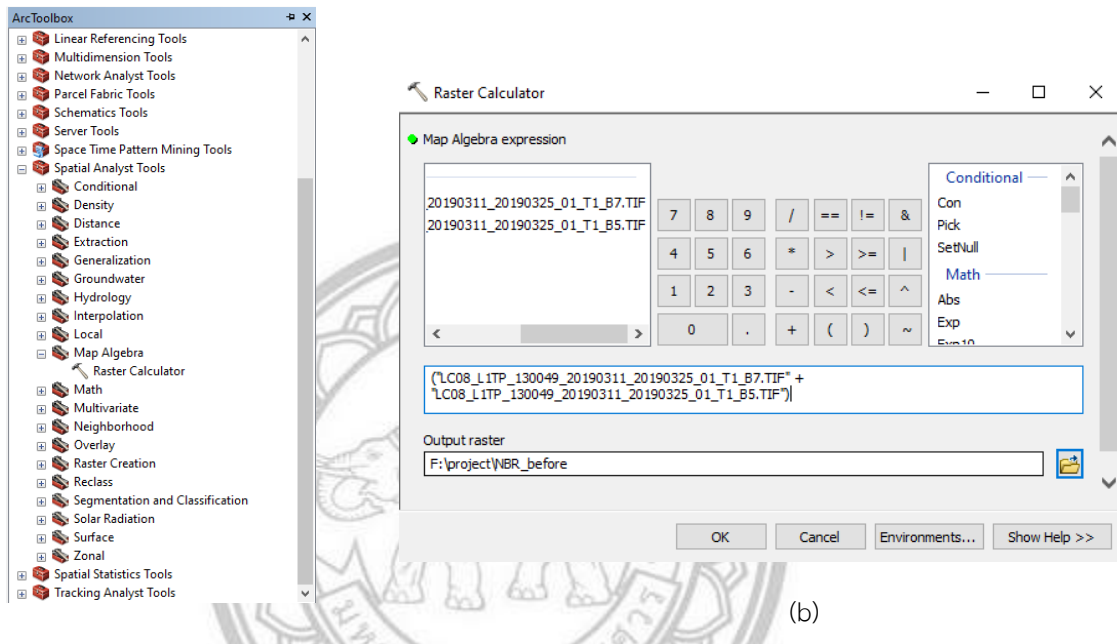 ArcToolbox
Linear Referencing Tools
Multidimension Tools
Network Analyst Tools
Parcel Fabric Tools
Schematics Tools
Server Tools
Space Time Pattern Mining Tools
Spatial Analyst Tools
Conditional
Density
Distance
Extraction
Generalization
Groundwater
Hydrology
Interpolation
Local
Map Algebra
Raster Calculator
Math
Multivariate
Neighborhood
Overlay
Raster Creation
Reclass
Segmentation and Classification
Solar Radiation
Surface
Zonal
Spatial Statistics Tools
Tracking Analyst Tools
Raster Calculator
Map Algebra expression
_20190311_20190325_01_T1_B7.TIF
_20190311_20190325_01_T1_B5.TIF
7 8 9 / == != &
4 5 6 * > >= |
1 2 3 - < <= ^
0 . + ( ) ~
Conditional
Con
Pick
SetNull
Math
Abs
Exp
Exp10
("LC08_L1TP_130049_20190311_20190325_01_T1_B7.TIF" +
"LC08_L1TP_130049_20190311_20190325_01_T1_B5.TIF")
Output raster
F:\project\NBR_before
OK Cancel Environments... Show Help >>
(b)